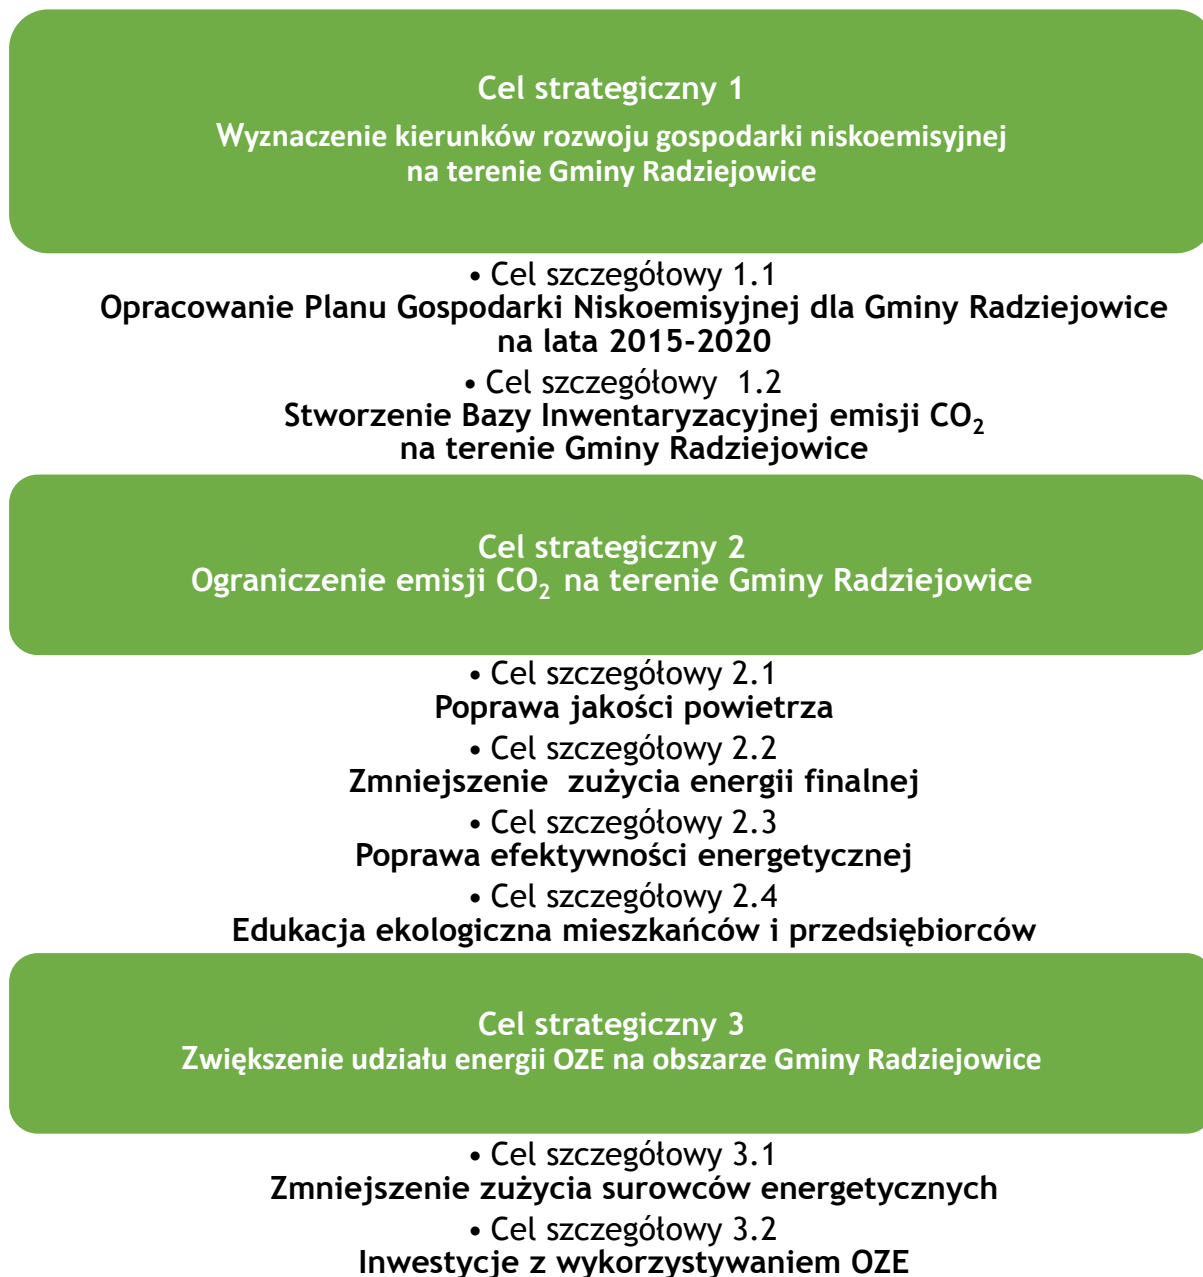 Cel strategiczny 1
Wyznaczenie kierunków rozwoju gospodarki niskoemisyjnej
na terenie Gminy Radziejowice
• Cel szczegółowy 1.1
Opracowanie Planu Gospodarki Niskoemisyjnej dla Gminy Radziejowice
na lata 2015-2020
• Cel szczegółowy 1.2
Stworzenie Bazy Inwentaryzacyjnej emisji CO₂
na terenie Gminy Radziejowice
Cel strategiczny 2
Ograniczenie emisji CO₂ na terenie Gminy Radziejowice
• Cel szczegółowy 2.1
Poprawa jakości powietrza
• Cel szczegółowy 2.2
Zmniejszenie zużycia energii finalnej
• Cel szczegółowy 2.3
Poprawa efektywności energetycznej
• Cel szczegółowy 2.4
Edukacja ekologiczna mieszkańców i przedsiębiorców
Cel strategiczny 3
Zwiększenie udziału energii OZE na obszarze Gminy Radziejowice
• Cel szczegółowy 3.1
Zmniejszenie zużycia surowców energetycznych
• Cel szczegółowy 3.2
Inwestycje z wykorzystywaniem OZE